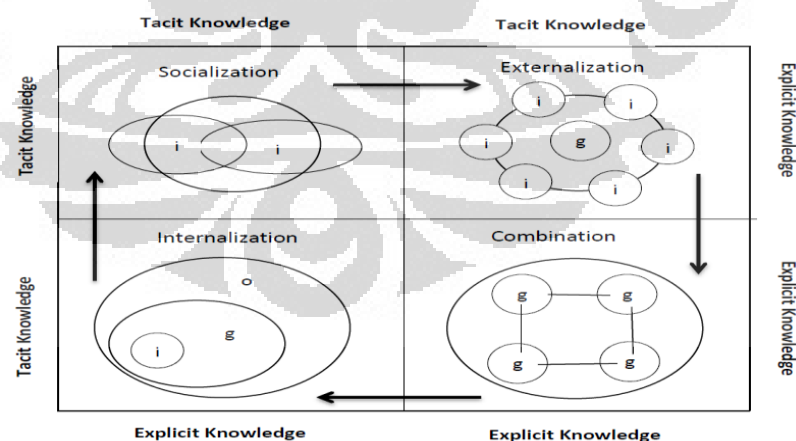 Tacit Knowledge
Tacit Knowledge
Socialization
Externalization
Tacit Knowledge
Explicit Knowledge
i
i
i
i
i
g
i
i
i
Internalization
Combination
Tacit Knowledge
Explicit Knowledge
o
g
i
g
g
g
g
Explicit Knowledge
Explicit Knowledge